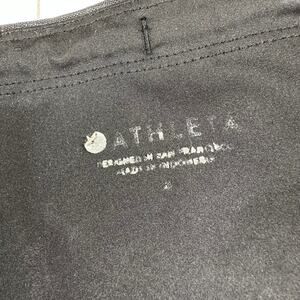 ATHLETA
DESIGNED IN SAN FRANCISCO
MADE IN INDONESIA